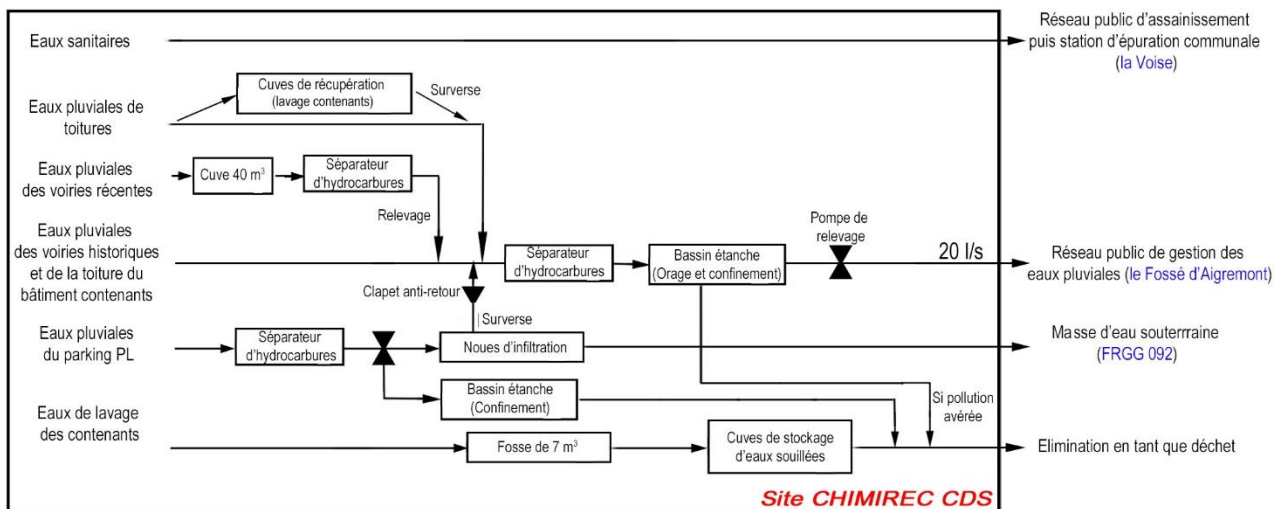 Eaux sanitaires
Réseau public d'assainissement
puis station d'épuration communale
(la Voise)
Cuves de récupération
(lavage contenants)
Surverse
Eaux pluviales de
toitures
Eaux pluviales
des voiries récentes
Cuve 40 m³
Séparateur
d'hydrocarbures
Relevage
Eaux pluviales
des voiries historiques
et de la toiture du
bâtiment contenants
Séparateur
d'hydrocarbures
Bassin étanche
(Orage et confinement)
Pompe de
relevage
20 l/s
Réseau public de gestion des
eaux pluviales (le Fossé d'Aigremont)
Clapet anti-retour
Surverse
Eaux pluviales
du parking PL
Séparateur
d'hydrocarbures
Noues d'infiltration
Masse d'eau souterrraine
(FRGG 092)
Bassin étanche
(Confinement)
Si pollution
avérée
Eaux de lavage
des contenants
Fosse de 7 m³
Cuves de stockage
d'eaux souillées
Elimination en tant que déchet
Site CHIMIREC CDS